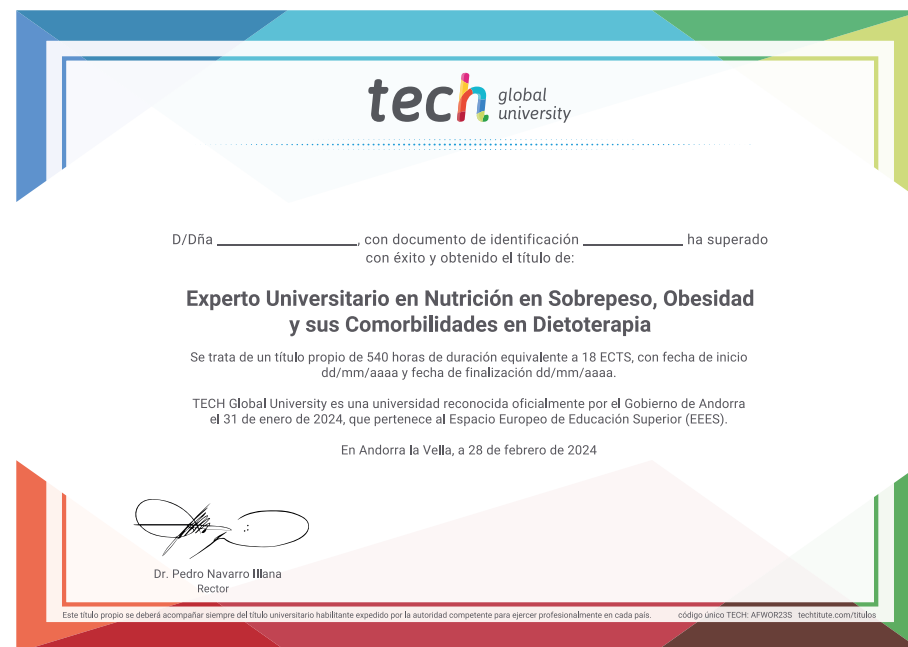 tech global university
D/Dña ____________________, con documento de identificación ______________ ha superado
con éxito y obtenido el título de:
Experto Universitario en Nutrición en Sobrepeso, Obesidad
y sus Comorbilidades en Dietoterapia
Se trata de un título propio de 540 horas de duración equivalente a 18 ECTS, con fecha de inicio
dd/mm/aaaa y fecha de finalización dd/mm/aaaa.
TECH Global University es una universidad reconocida oficialmente por el Gobierno de Andorra
el 31 de enero de 2024, que pertenece al Espacio Europeo de Educación Superior (EEES).
En Andorra la Vella, a 28 de febrero de 2024
Dr. Pedro Navarro Illana
Rector
Este título propio se deberá acompañar siempre del título universitario habilitante expedido por la autoridad competente para ejercer profesionalmente en cada país. código único TECH: AFWOR23S techtitute.com/titulos